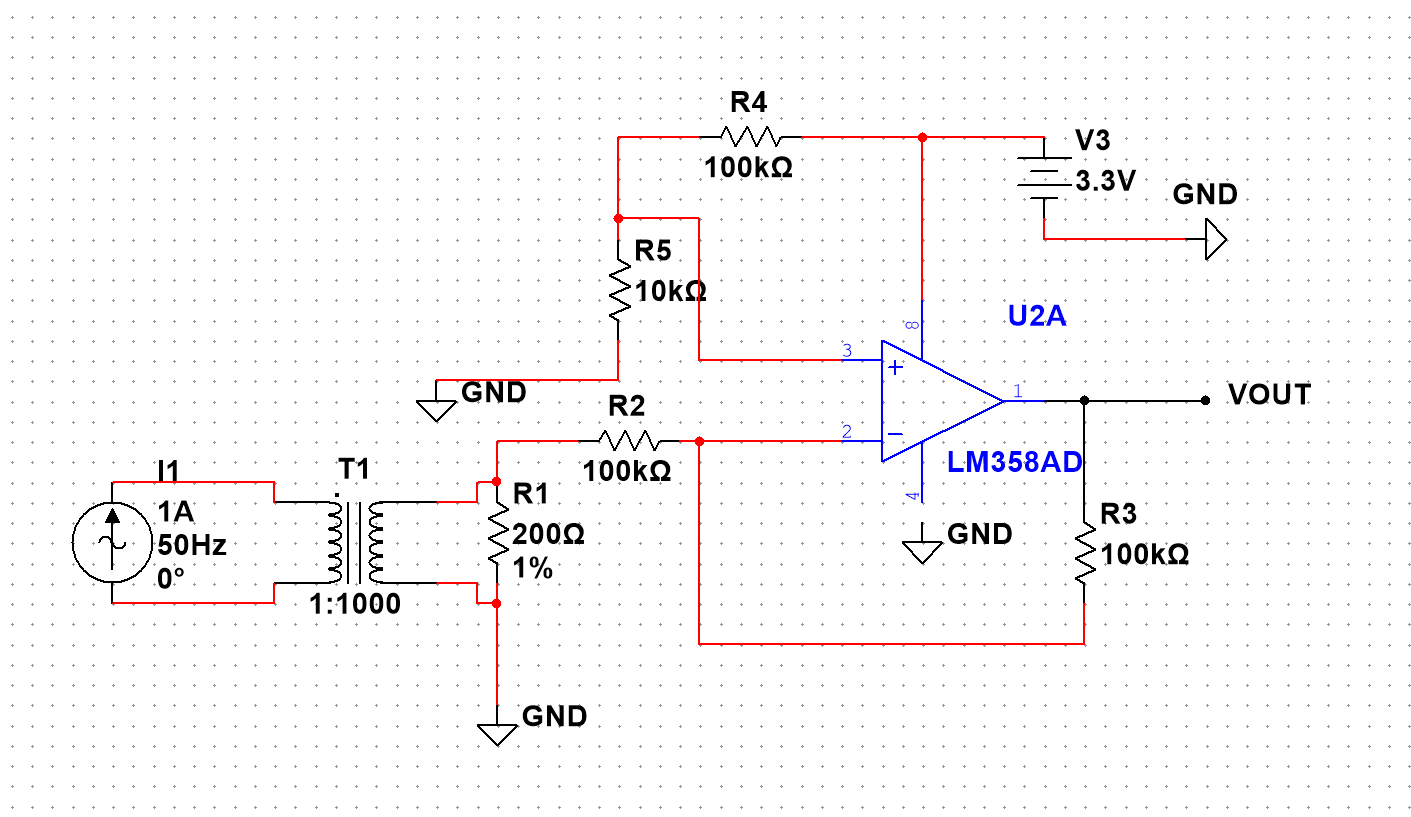 R4
100kΩ
V3
3.3V
GND
R5
10kΩ
U2A
8
3
+
1
VOUT
GND
R2
100kΩ
2
−
LM358AD
4
GND
I1
1A
50Hz
0°
T1
1:1000
R1
200Ω
1%
R3
100kΩ
GND